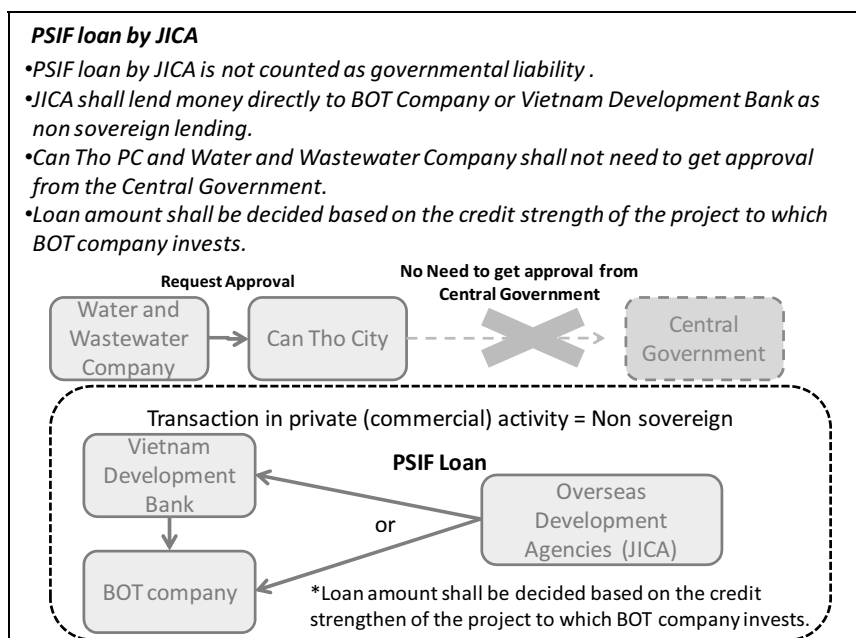 PSIF loan by JICA
•PSIF loan by JICA is not counted as governmental liability .
•JICA shall lend money directly to BOT Company or Vietnam Development Bank as
non sovereign lending.
•Can Tho PC and Water and Wastewater Company shall not need to get approval
from the Central Government.
•Loan amount shall be decided based on the credit strength of the project to which
BOT company invests.
Request Approval
No Need to get approval from
Central Government
Water and
Wastewater
Company
Can Tho City
Central
Government
Transaction in private (commercial) activity = Non sovereign
Vietnam
Development
Bank
PSIF Loan
or
Overseas
Development
Agencies (JICA)
BOT company
*Loan amount shall be decided based on the credit
strengthen of the project to which BOT company invests.